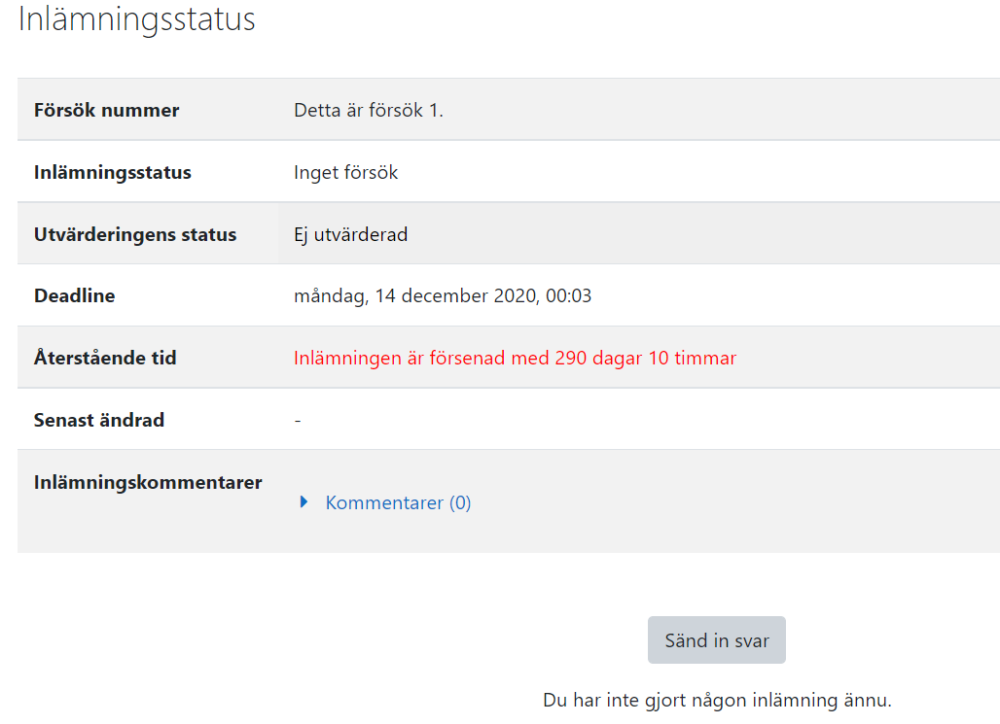 Inlämningsstatus
Försök nummer Detta är försök 1.
Inlämningsstatus Inget försök
Utvärderingens status Ej utvärderad
Deadline måndag, 14 december 2020, 00:03
Återstående tid Inlämningen är försenad med 290 dagar 10 timmar
Senast ändrad -
Inlämningskommentarer
Kommentarer (0)
Sänd in svar
Du har inte gjort någon inlämning ännu.